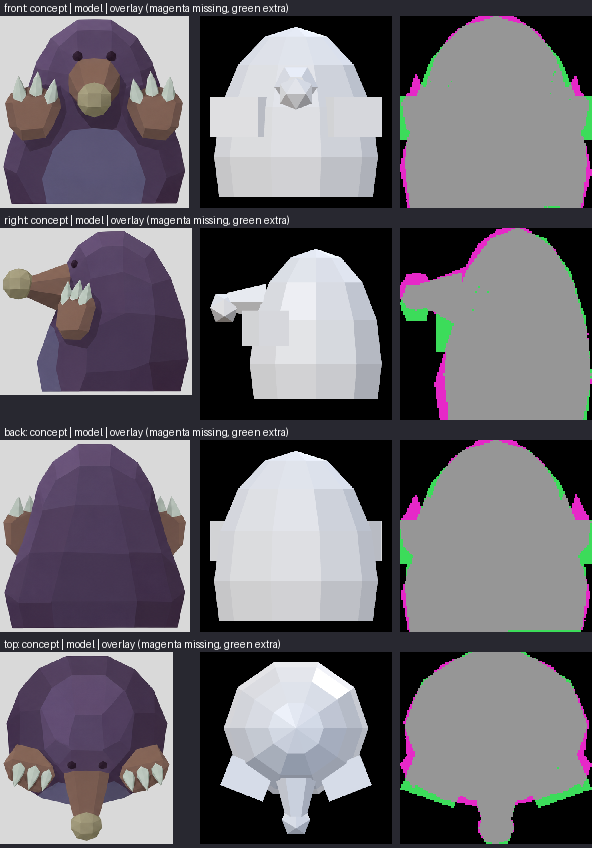 front: concept | model | overlay (magenta missing, green extra)
right: concept | model | overlay (magenta missing, green extra)
back: concept | model | overlay (magenta missing, green extra)
top: concept | model | overlay (magenta missing, green extra)